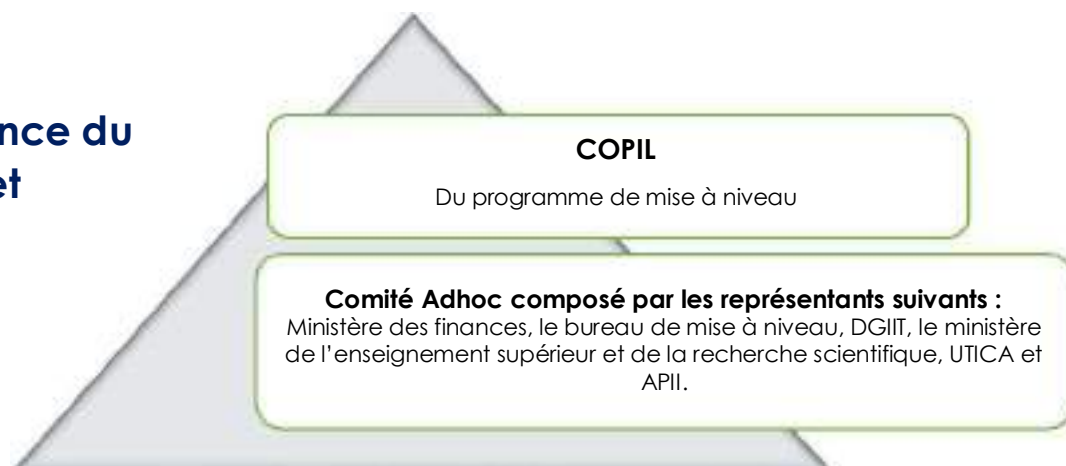 nce du
et
COPIL
Du programme de mise à niveau
Comité Adhoc composé par les représentants suivants :
Ministère des finances, le bureau de mise à niveau, DGIIT, le ministère
de l'enseignement supérieur et de la recherche scientifique, UTICA et
APII.